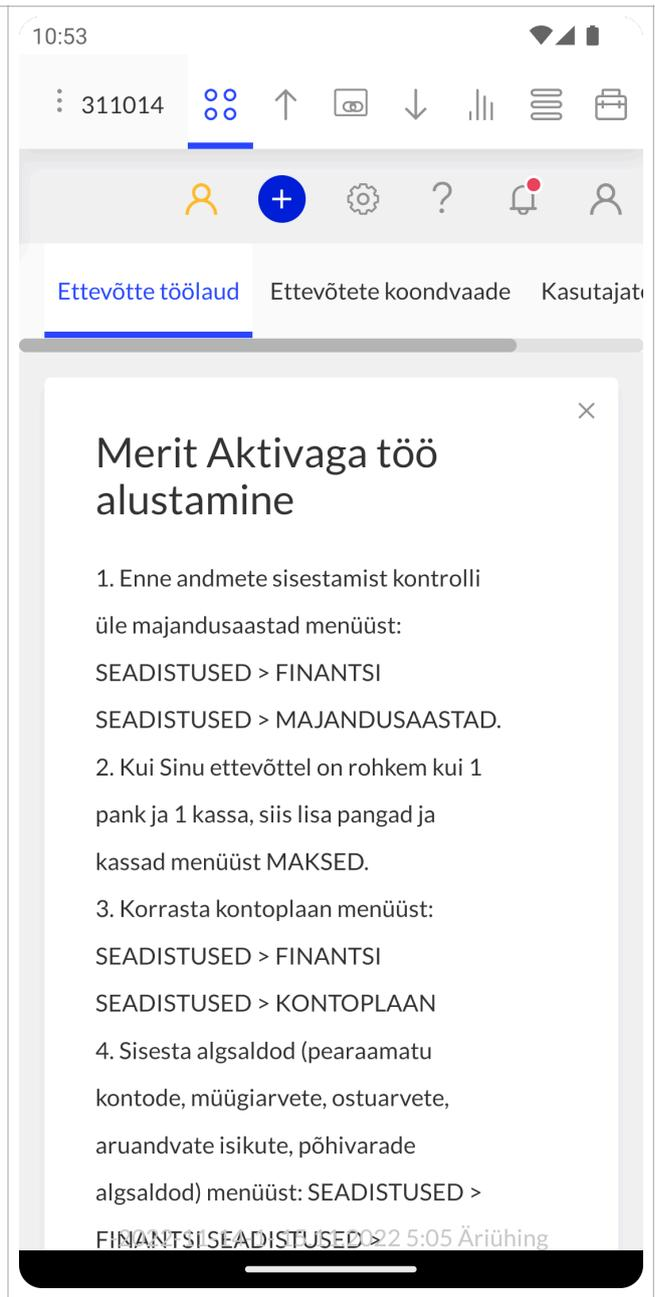 10:53
311014
Ettevõtte töölaud Ettevõtete koondvaade Kasutajat
Merit Aktivaga töö
alustamine
1. Enne andmete sisestamist kontrolli
üle majandusaastad menüüst:
SEADISTUSED > FINANTSI
SEADISTUSED > MAJANDUSAASTAD.
2. Kui Sinu ettevõttel on rohkem kui 1
pank ja 1 kassa, siis lisa pangad ja
kassad menüüst MAKSED.
3. Korrasta kontoplaan menüüst:
SEADISTUSED > FINANTSI
SEADISTUSED > KONTOPLAAN
4. Sisesta algsaldod (pearaamatu
kontode, müügiarvete, ostuarvete,
aruandvate isikute, põhivarade
algsaldod) menüüst: SEADISTUSED >
FINANTSI SEADISTUSED >
2022 5:05 Äriühing